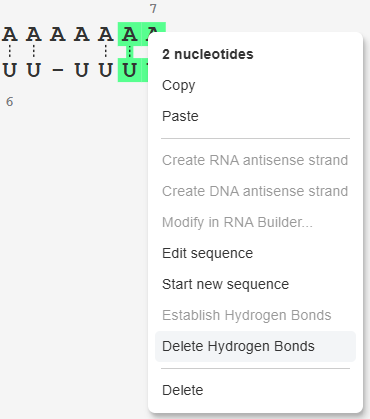 7
A A A A A A A
U U - U U U
6
2 nucleotides
Copy
Paste
Create RNA antisense strand
Create DNA antisense strand
Modify in RNA Builder...
Edit sequence
Start new sequence
Establish Hydrogen Bonds
Delete Hydrogen Bonds
Delete